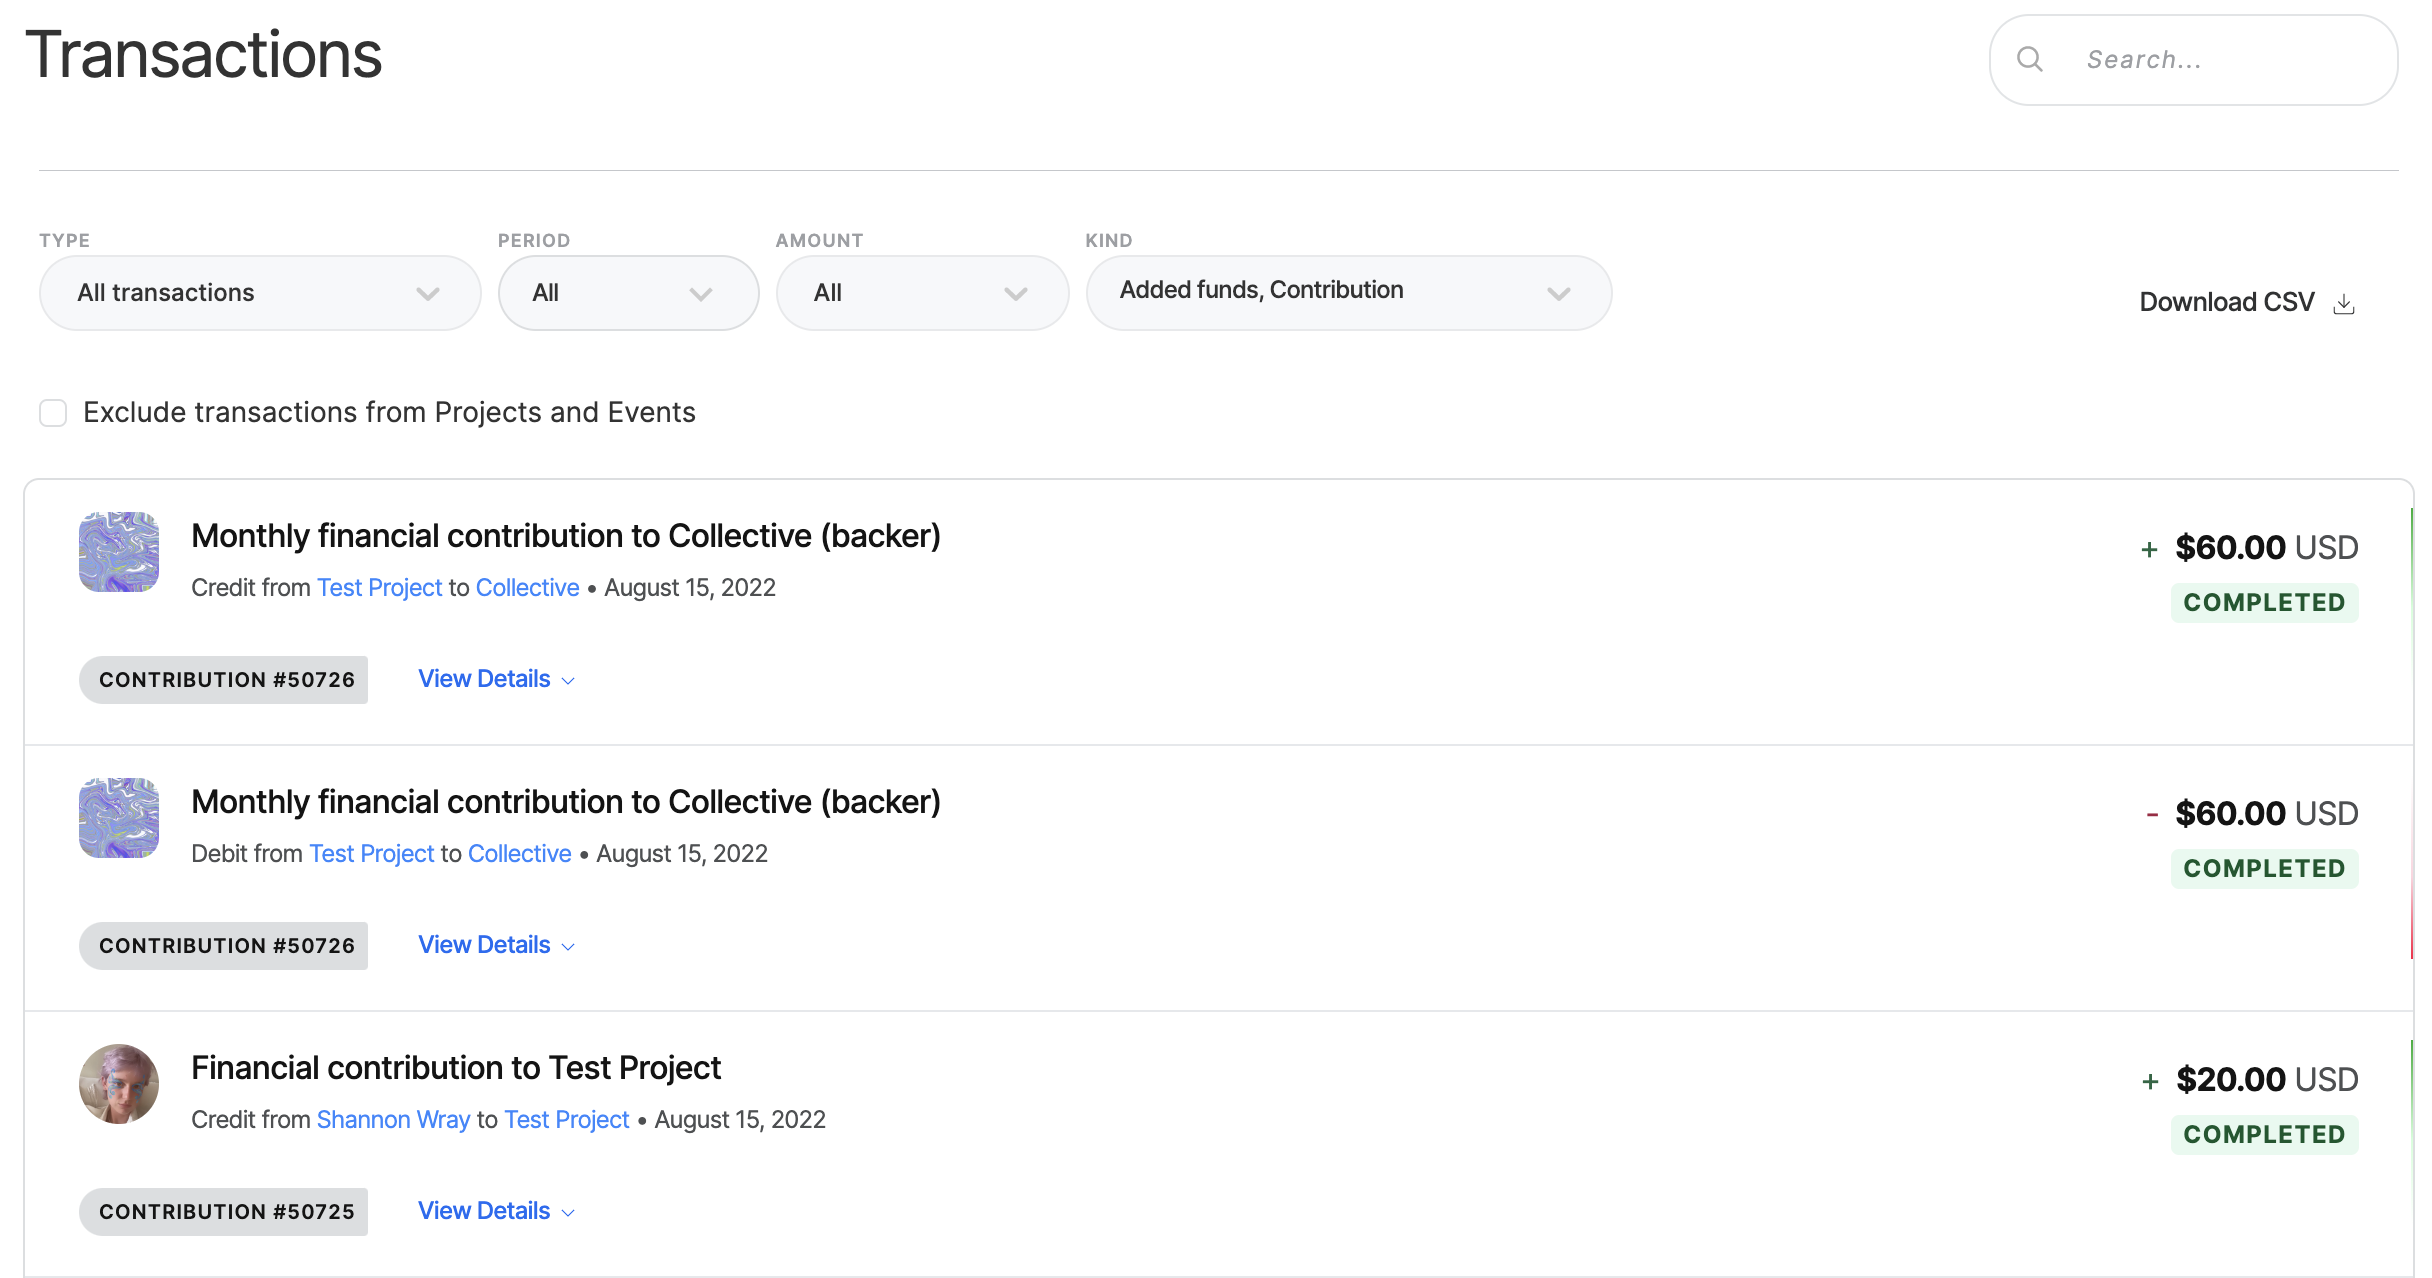 Transactions
Search...
TYPE
PERIOD
AMOUNT
KIND
All transactions
All
All
Added funds, Contribution
Download CSV
Exclude transactions from Projects and Events
Monthly financial contribution to Collective (backer)
+ $60.00 USD
Credit from Test Project to Collective • August 15, 2022
COMPLETED
CONTRIBUTION #50726
View Details
Monthly financial contribution to Collective (backer)
- $60.00 USD
Debit from Test Project to Collective • August 15, 2022
COMPLETED
CONTRIBUTION #50726
View Details
Financial contribution to Test Project
+ $20.00 USD
Credit from Shannon Wray to Test Project • August 15, 2022
COMPLETED
CONTRIBUTION #50725
View Details